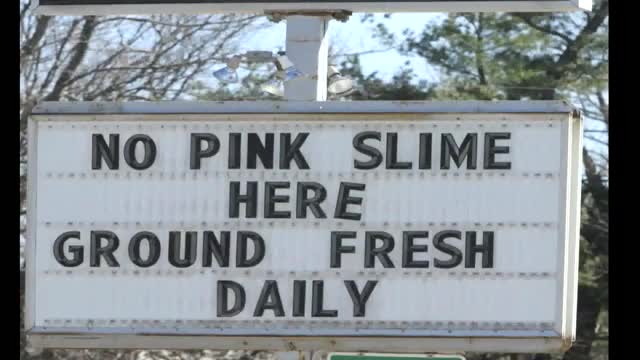 NO PINK SLIME
HERE
GROUND FRESH
DAILY